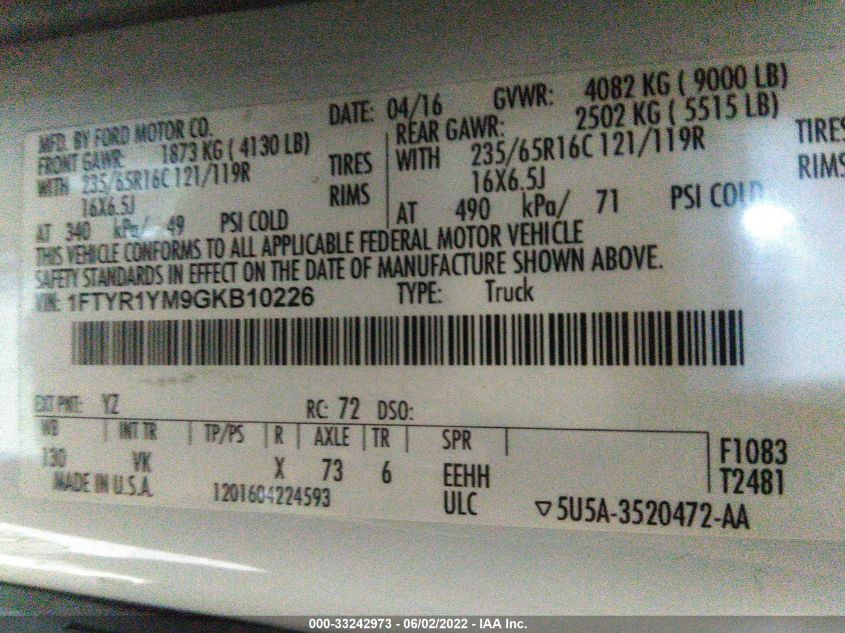 MFD. BY FORD MOTOR CO. DATE: 04/16 GVWR: 4082 KG ( 9000 LB)
FRONT GAWR: 1873 KG ( 4130 LB) REAR GAWR: 2502 KG ( 5515 LB)
WITH 235/65R16C 121/119R TIRES WITH 235/65R16C 121/119R TIRES
16X6.5J RIMS 16X6.5J RIMS
AT 340 kPa/ 49 PSI COLD AT 490 kPa/ 71 PSI COLD
THIS VEHICLE CONFORMS TO ALL APPLICABLE FEDERAL MOTOR VEHICLE
SAFETY STANDARDS IN EFFECT ON THE DATE OF MANUFACTURE SHOWN ABOVE.
VIN: 1FTYR1YM9GKB10226 TYPE: Truck
EXT PNT: YZ RC: 72 DSO:
WB INT TR TP/PS R AXLE TR SPR F1083
130 VK X 73 6 EEHH T2481
MADE IN U.S.A. 1201604224593 ULC ▽5U5A-3520472-AA
000-33242973 - 06/02/2022 - IAA Inc.